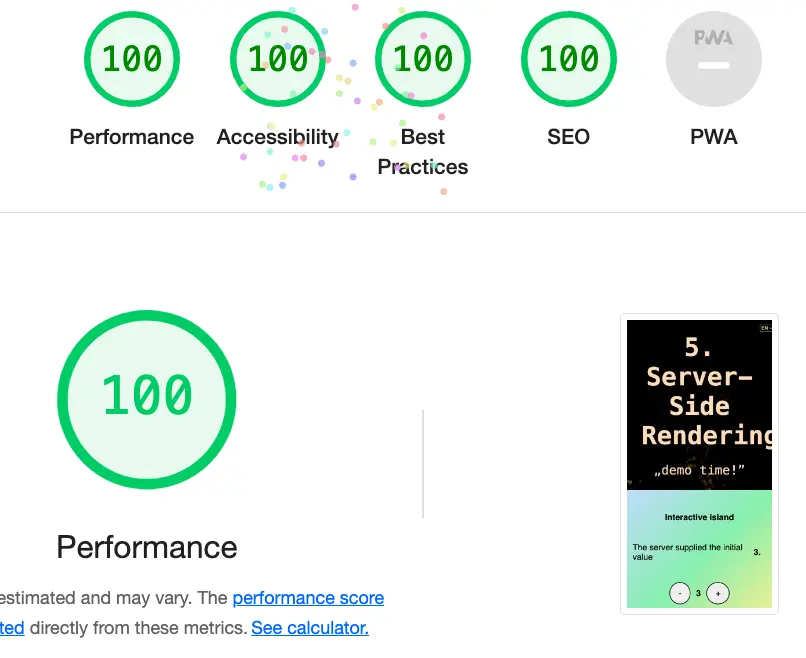 100 100 100 100 PWA
Performance Accessibility Best Practices SEO PWA
100
Performance
estimated and may vary. The performance score
ted directly from these metrics. See calculator.
EN
5.
Server-
Side
Rendering
„demo time!”
Interactive island
The server supplied the initial
value
3.
- 3 +